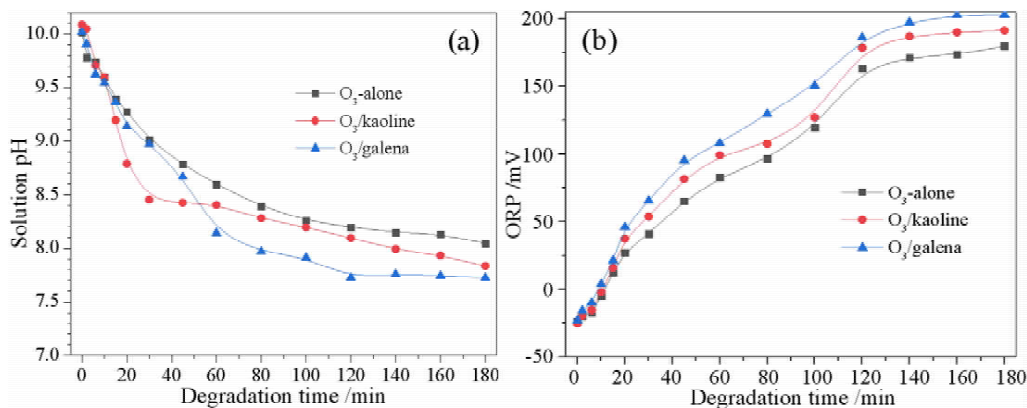 (a)
O₃-alone
O₃/kaoline
O₃/galena
Solution pH
10.0
9.5
9.0
8.5
8.0
7.5
7.0
0 20 40 60 80 100 120 140 160 180
Degradation time /min
(b)
O₃-alone
O₃/kaoline
O₃/galena
ORP /mV
200
150
100
50
0
-50
0 20 40 60 80 100 120 140 160 180
Degradation time /min